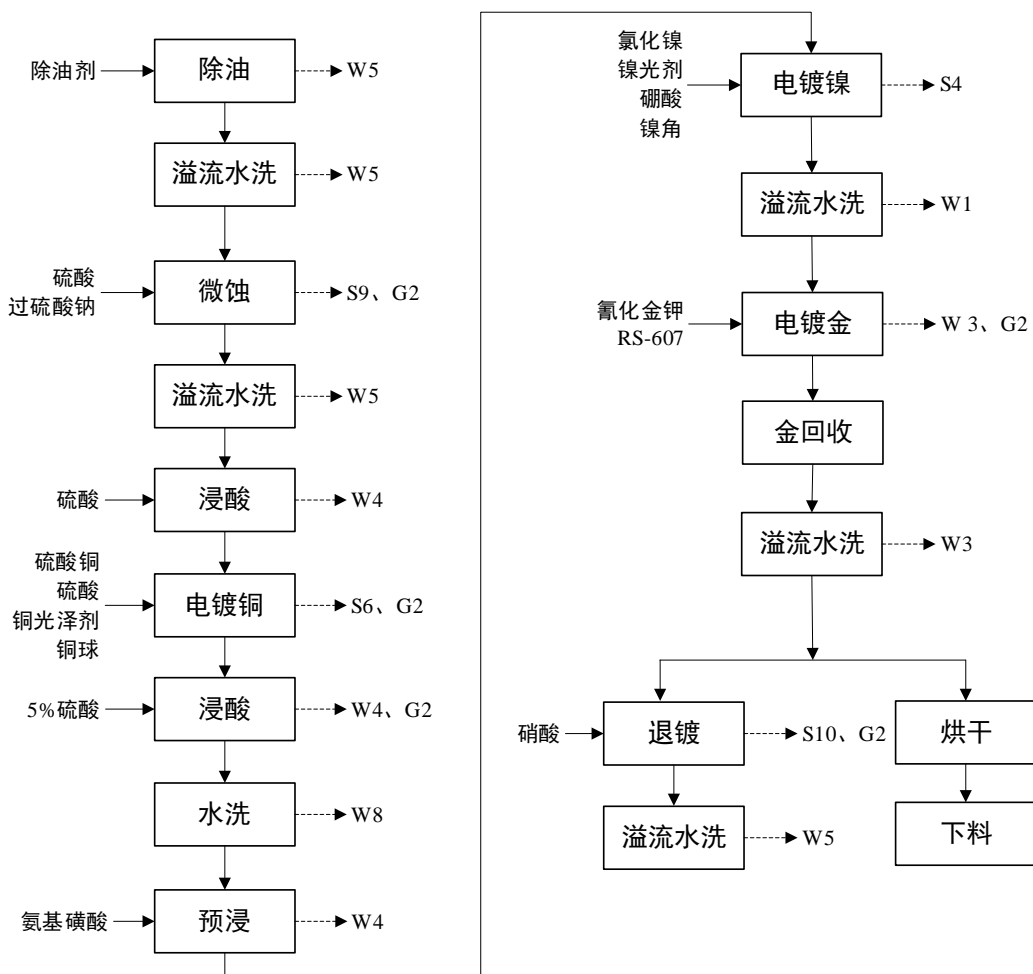 除油剂
除油
W5
溢流水洗
W5
硫酸
过硫酸钠
微蚀
S9、G2
溢流水洗
W5
硫酸
浸酸
W4
硫酸铜
硫酸
铜光泽剂
铜球
电镀铜
S6、G2
5%硫酸
浸酸
W4、G2
水洗
W8
氨基磺酸
预浸
W4
氯化镍
镍光剂
硼酸
镍角
电镀镍
S4
溢流水洗
W1
氰化金钾
RS-607
电镀金
W 3、G2
金回收
溢流水洗
W3
硝酸
退镀
S10、G2
烘干
溢流水洗
W5
下料